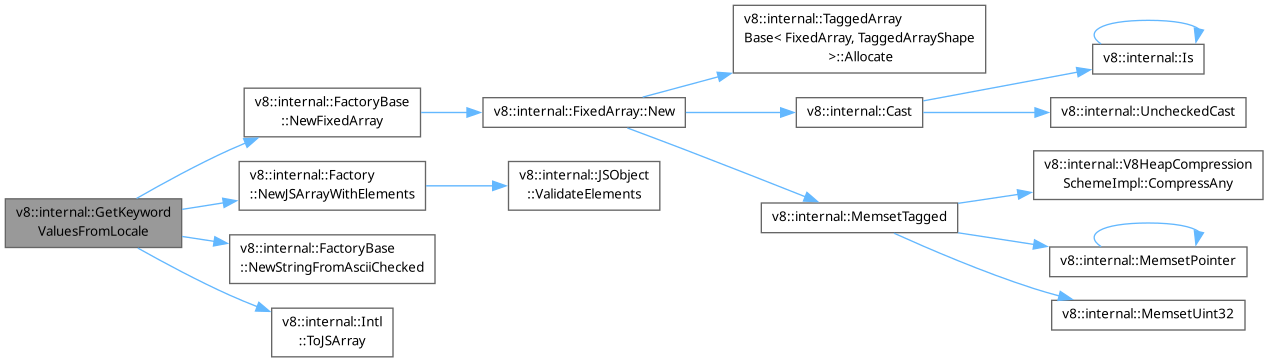 v8::internal::GetKeyword
ValuesFromLocale
v8::internal::FactoryBase
::NewFixedArray
v8::internal::Factory
::NewJSArrayWithElements
v8::internal::FactoryBase
::NewStringFromAsciiChecked
v8::internal::Intl
::ToJSArray
v8::internal::FixedArray::New
v8::internal::JSObject
::ValidateElements
v8::internal::TaggedArray
Base< FixedArray, TaggedArrayShape
>::Allocate
v8::internal::Cast
v8::internal::MemsetTagged
v8::internal::Is
v8::internal::UncheckedCast
v8::internal::V8HeapCompression
SchemeImpl::CompressAny
v8::internal::MemsetPointer
v8::internal::MemsetUint32